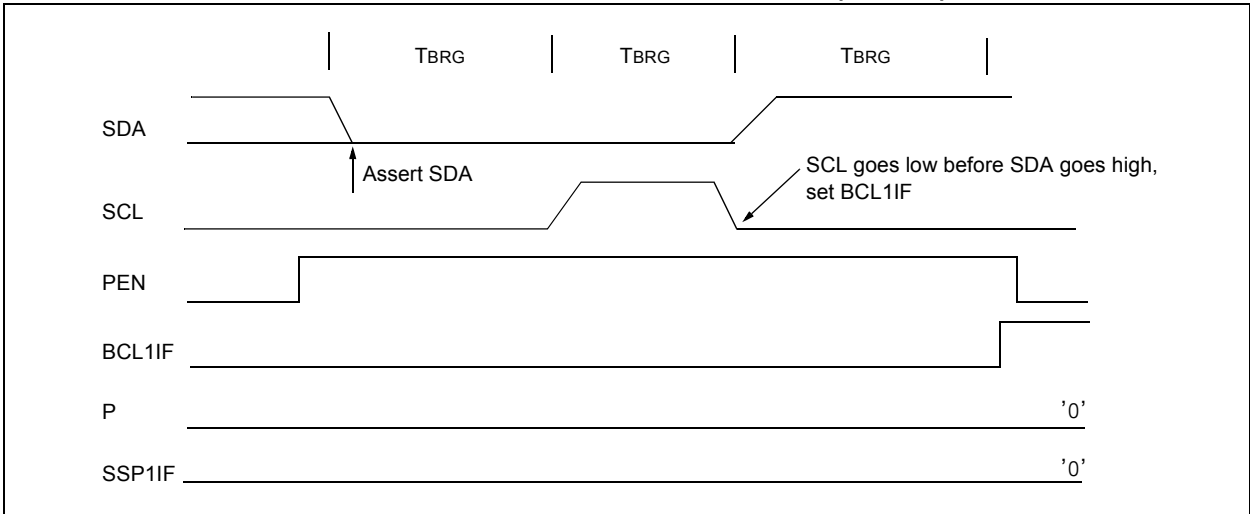 TBRG TBRG TBRG
SDA
Assert SDA
SCL goes low before SDA goes high,
set BCL1IF
SCL
PEN
BCL1IF
P '0'
SSP1IF '0'